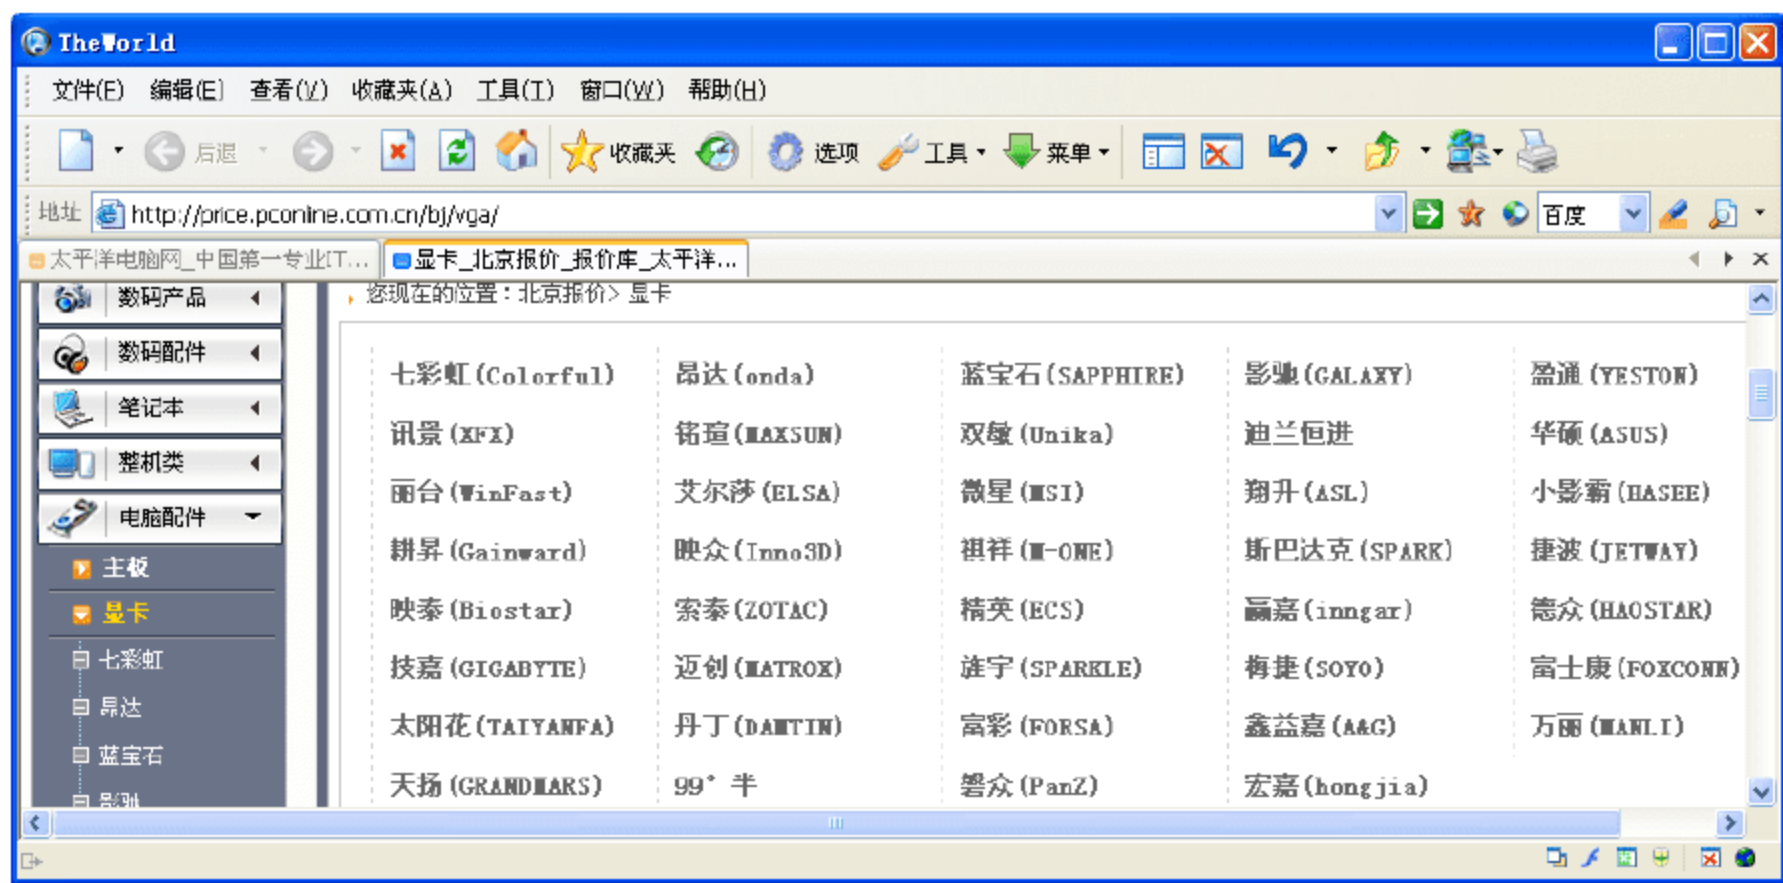 TheWorld
文件(F) 编辑(E) 查看(V) 收藏夹(A) 工具(T) 窗口(W) 帮助(H)
后退 收藏夹 选项 工具 菜单
地址 http://price.pconline.com.cn/bj/vga/ 百度
太平洋电脑网_中国第一专业IT... 显卡_北京报价_报价库_太平洋...
数码产品
数码配件
笔记本
整机类
电脑配件
主板
显卡
七彩虹
昂达
蓝宝石
影驰
您现在的位置：北京报价> 显卡
七彩虹(Colorful) 昂达(onda) 蓝宝石(SAPPHIRE) 影驰(GALAXY) 盈通(YESTON)
讯景(XFX) 铭瑄(MAXSUN) 双敏(Unika) 迪兰恒进 华硕(ASUS)
丽台(WinFast) 艾尔莎(ELSA) 微星(MSI) 翔升(ASL) 小影霸(HASEE)
耕昇(Gainward) 映众(Inno3D) 祺祥(M-ONE) 斯巴达克(SPARK) 捷波(JETWAY)
映泰(Biostar) 索泰(ZOTAC) 精英(ECS) 赢嘉(inngar) 德众(HAOSTAR)
技嘉(GIGABYTE) 迈创(MATROX) 旌宇(SPARKLE) 梅捷(SOYO) 富士康(FOXCONN)
太阳花(TAIYANFA) 丹丁(DAMTIN) 富彩(FORSA) 鑫益嘉(A&G) 万丽(MANLI)
天扬(GRANDMARS) 99°半 磐众(PanZ) 宏嘉(hongjia)